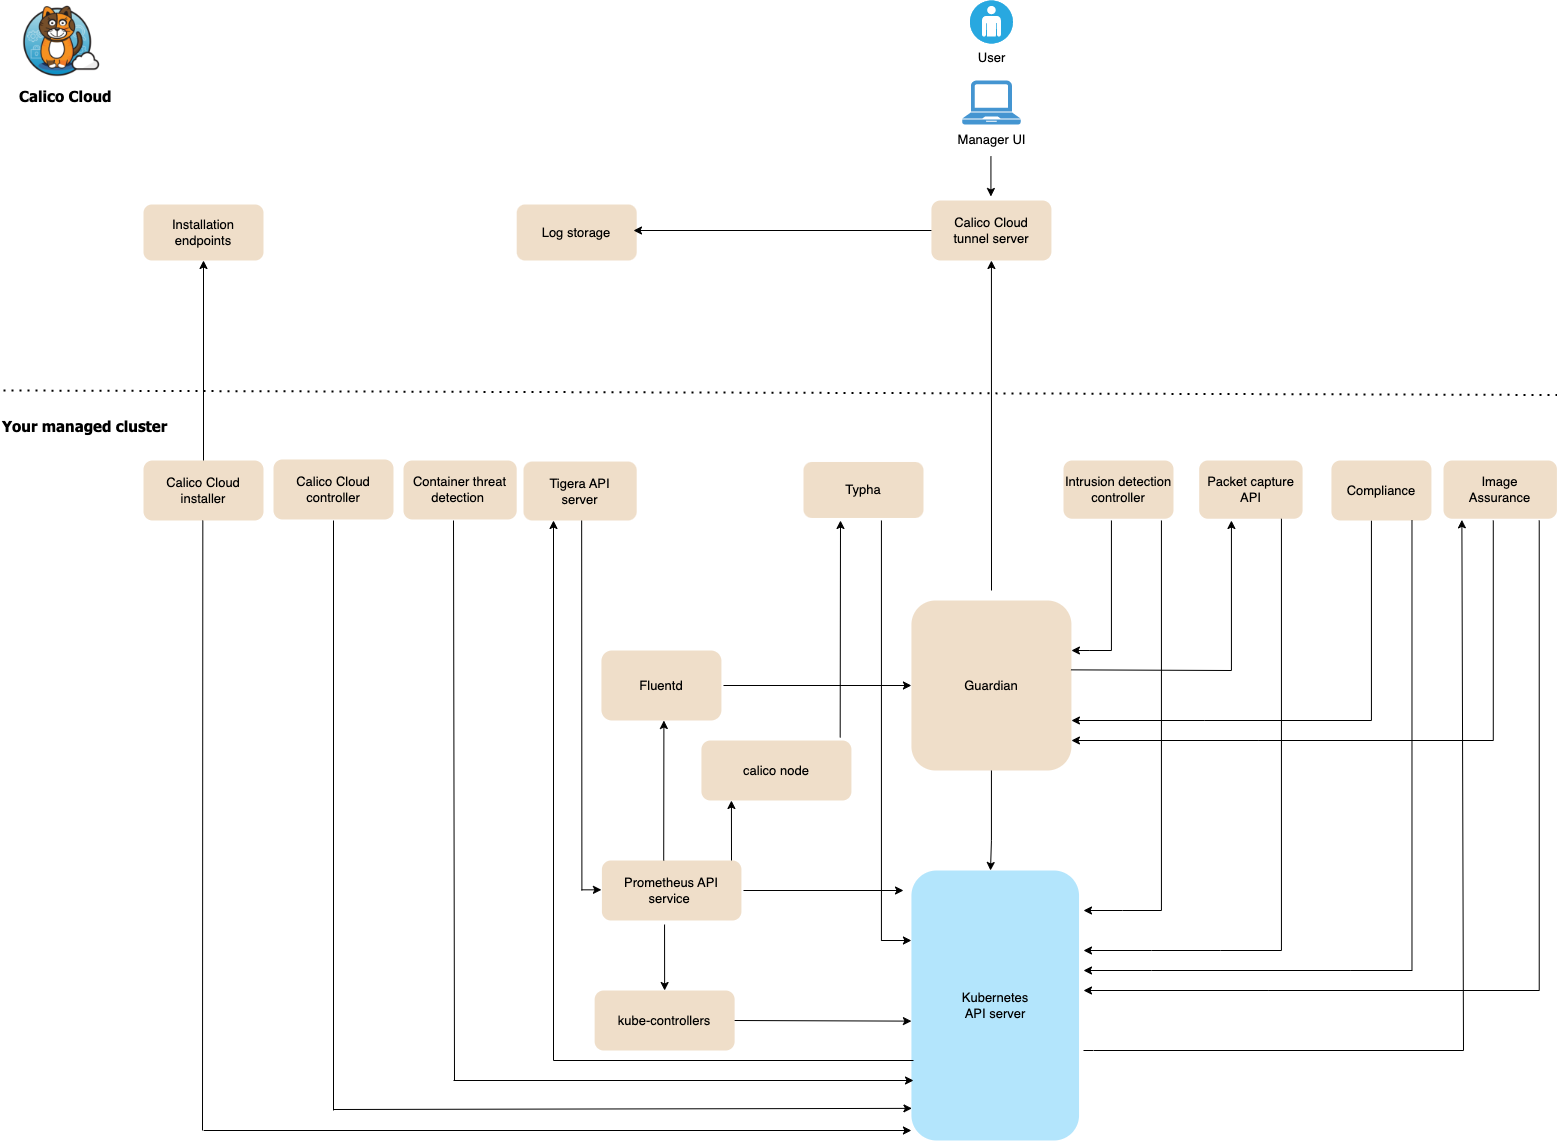 User
Calico Cloud
Manager UI
Installation
endpoints
Log storage
Calico Cloud
tunnel server
Your managed cluster
Calico Cloud
installer
Calico Cloud
controller
Container threat
detection
Tigera API
server
Typha
Intrusion detection
controller
Packet capture
API
Compliance
Image
Assurance
Fluentd
Guardian
calico node
Prometheus API
service
Kubernetes
API server
kube-controllers